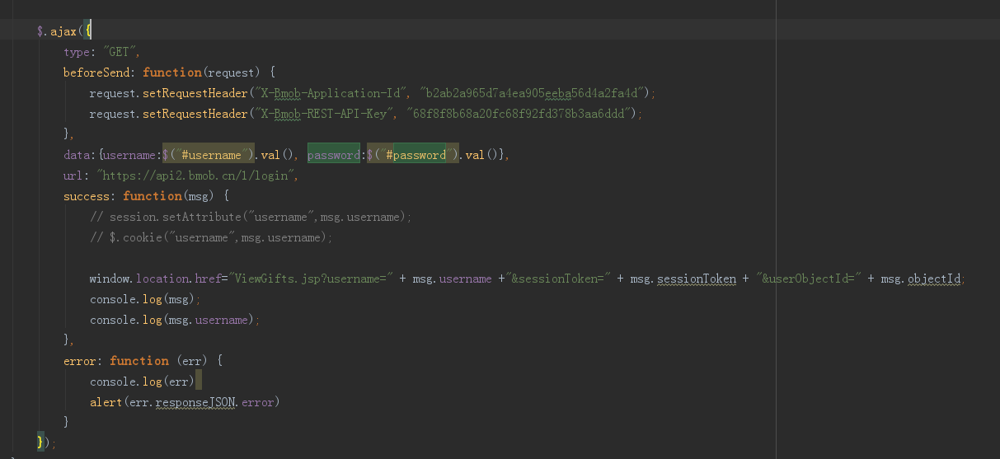 $.ajax({
type: "GET",
beforeSend: function(request) {
request.setRequestHeader("X-Bmob-Application-Id", "b2ab2a965d7a4ea905eeba56d4a2fa4d");
request.setRequestHeader("X-Bmob-REST-API-Key", "68f8f8b68a20fc68f92fd378b3aa6ddd");
},
data:{username:$("#username").val(), password:$("#password").val()},
url: "https://api2.bmob.cn/1/login",
success: function(msg) {
// session.setAttribute("username",msg.username);
// $.cookie("username",msg.username);
window.location.href="ViewGifts.jsp?username=" + msg.username +"&sessionToken=" + msg.sessionToken + "&userObjectId=" + msg.objectId;
console.log(msg);
console.log(msg.username);
},
error: function (err) {
console.log(err)
alert(err.responseJSON.error)
}
});